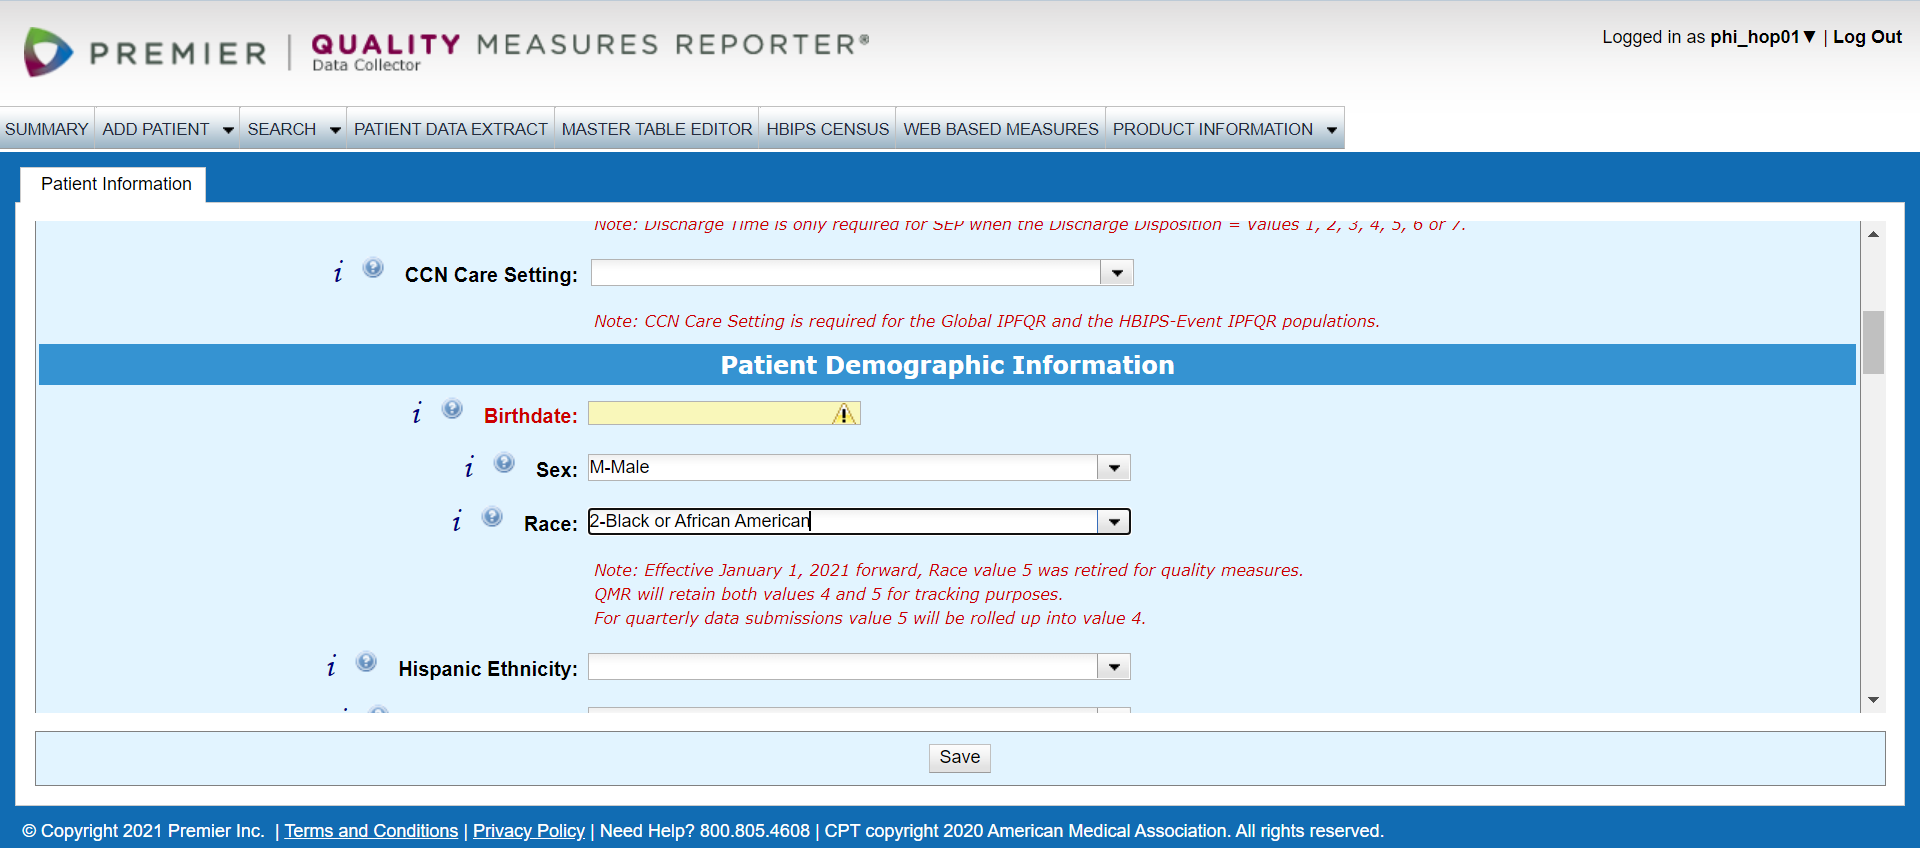 PREMIER | QUALITY MEASURES REPORTER®
Data Collector
Logged in as phi_hop01▼ | Log Out
SUMMARY ADD PATIENT SEARCH PATIENT DATA EXTRACT MASTER TABLE EDITOR HBIPS CENSUS WEB BASED MEASURES PRODUCT INFORMATION
Patient Information
Note: Discharge Time is only required for SEP when the Discharge Disposition = Values 1, 2, 3, 4, 5, 6 or 7.
i ? CCN Care Setting:
Note: CCN Care Setting is required for the Global IPFQR and the HBIPS-Event IPFQR populations.
Patient Demographic Information
i ? Birthdate: !
i ? Sex: M-Male
i ? Race: 2-Black or African American
Note: Effective January 1, 2021 forward, Race value 5 was retired for quality measures.
QMR will retain both values 4 and 5 for tracking purposes.
For quarterly data submissions value 5 will be rolled up into value 4.
i ? Hispanic Ethnicity:
Save
© Copyright 2021 Premier Inc. | Terms and Conditions | Privacy Policy | Need Help? 800.805.4608 | CPT copyright 2020 American Medical Association. All rights reserved.